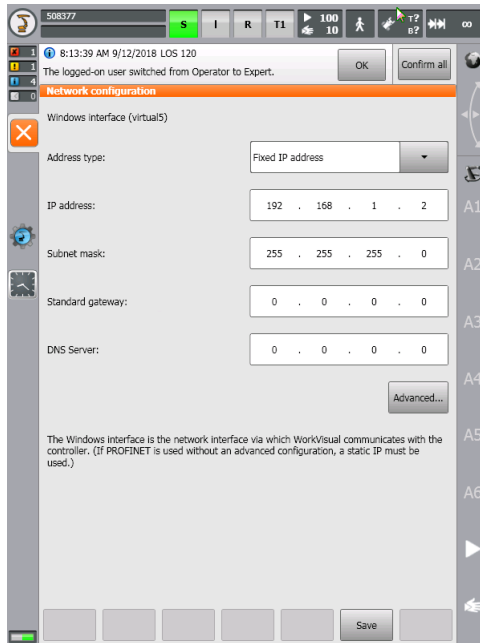 508377
S I R T1 100 10 T? B? ∞
1
1
4
0
8:13:39 AM 9/12/2018 LOS 120
The logged-on user switched from Operator to Expert.
OK
Confirm all
Network configuration
Windows interface (virtual5)
Address type: Fixed IP address
IP address: 192 . 168 . 1 . 2
Subnet mask: 255 . 255 . 255 . 0
Standard gateway: 0 . 0 . 0 . 0
DNS Server: 0 . 0 . 0 . 0
Advanced...
The Windows interface is the network interface via which WorkVisual communicates with the
controller. (If PROFINET is used without an advanced configuration, a static IP must be
used.)
Save
A1
A2
A3
A4
A5
A6